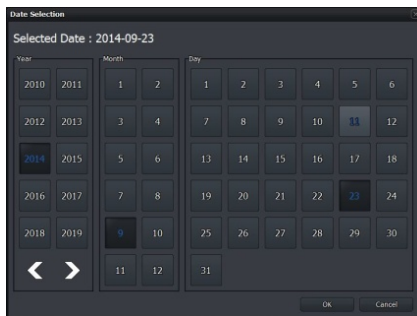 Date Selection
Selected Date : 2014-09-23
Year Month Day
2010 2011 1 2 1 2 3 4 5 6
2012 2013 3 4 7 8 9 10 11 12
2014 2015 5 6 13 14 15 16 17 18
2016 2017 7 8 19 20 21 22 23 24
2018 2019 9 10 25 26 27 28 29 30
11 12 31
OK Cancel